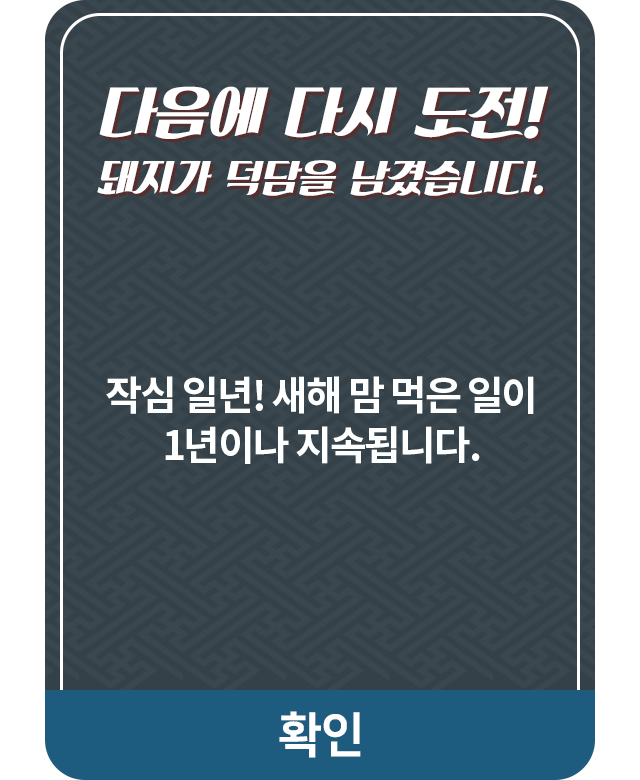 다음에 다시 도전!
돼지가 덕담을 남겼습니다.
작심 일년! 새해 맘 먹은 일이
1년이나 지속됩니다.
확인